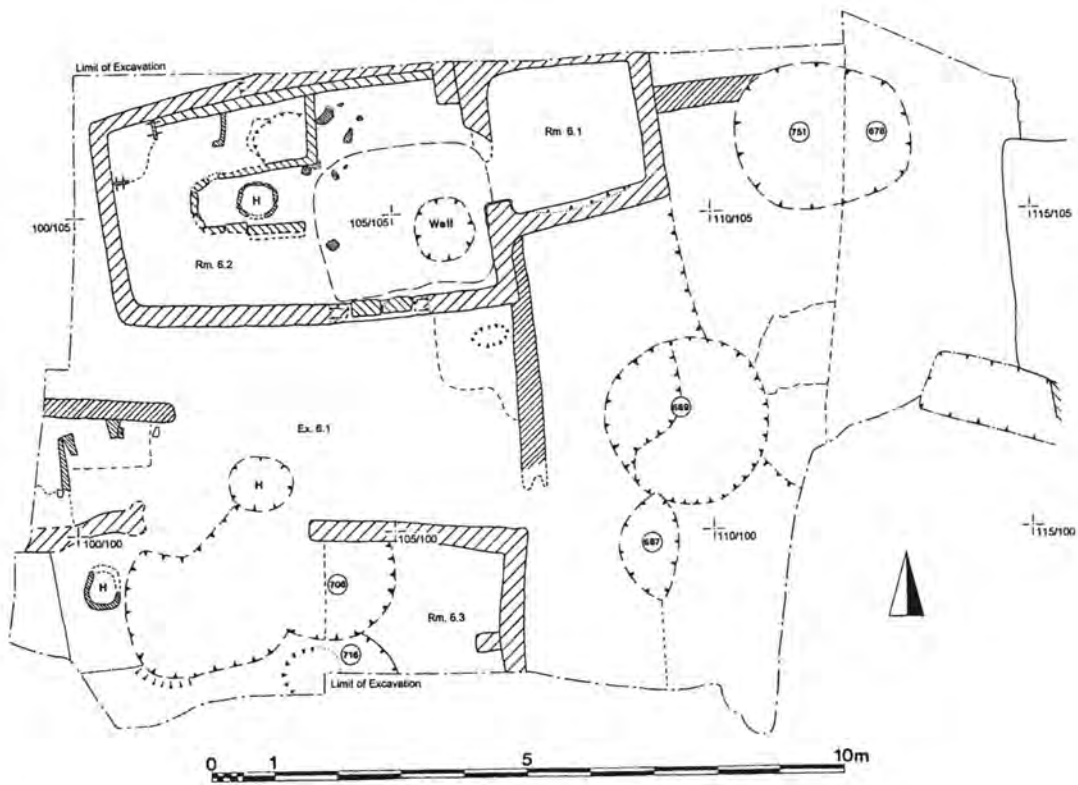 Limit of Excavation
Rm. 6.1
751
678
H
100/105
105/105
Well
110/105
115/105
Rm. 6.2
689
Ex. 6.1
H
100/100
105/100
687
110/100
115/100
H
706
Rm. 6.3
716
Limit of Excavation
0 1 5 10m